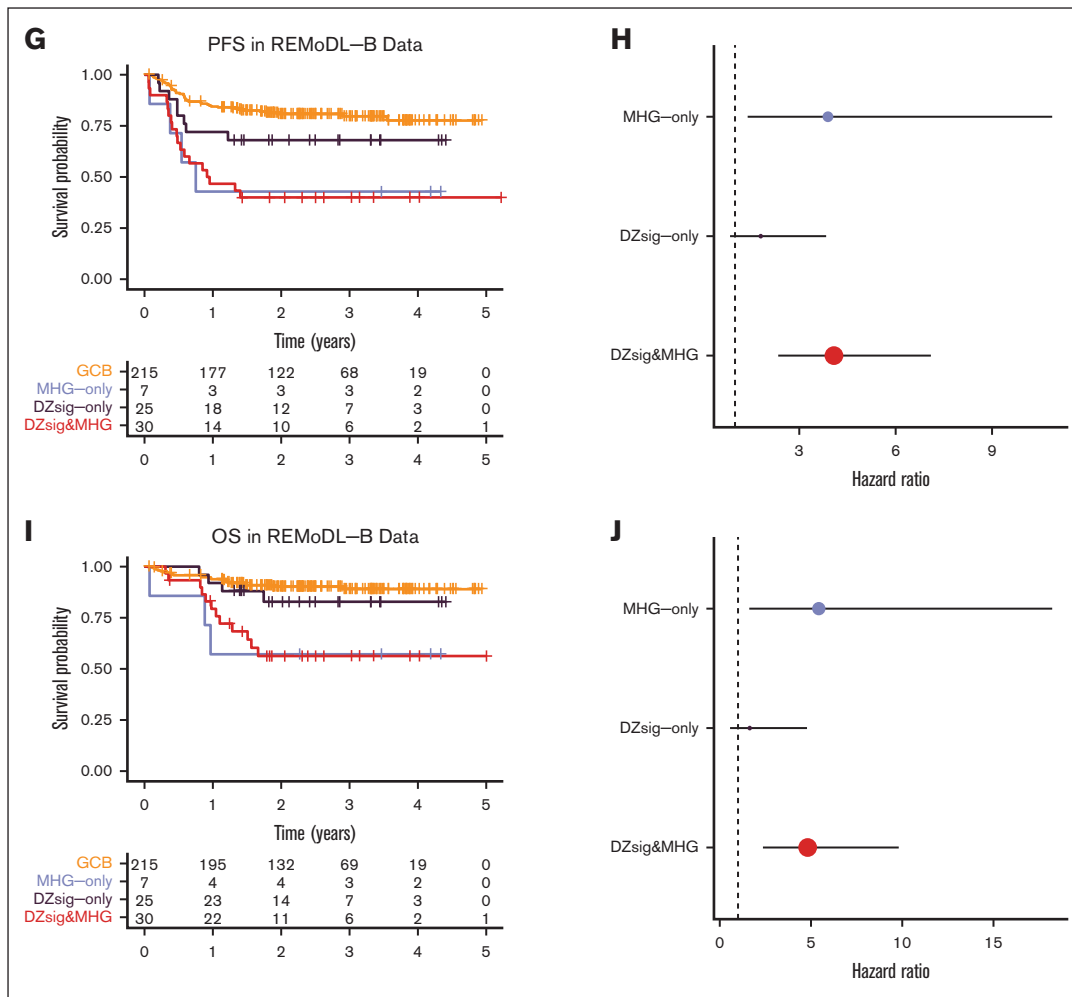 G
PFS in REMoDL—B Data
Survival probability
1.00
0.75
0.50
0.25
0.00
0 1 2 3 4 5
Time (years)
GCB 215 177 122 68 19 0
MHG—only 7 3 3 3 2 0
DZsig—only 25 18 12 7 3 0
DZsig&MHG 30 14 10 6 2 1
0 1 2 3 4 5
H
MHG—only
DZsig—only
DZsig&MHG
3 6 9
Hazard ratio
I
OS in REMoDL—B Data
Survival probability
1.00
0.75
0.50
0.25
0.00
0 1 2 3 4 5
Time (years)
GCB 215 195 132 69 19 0
MHG—only 7 4 4 3 2 0
DZsig—only 25 23 14 7 3 0
DZsig&MHG 30 22 11 6 2 1
0 1 2 3 4 5
J
MHG—only
DZsig—only
DZsig&MHG
0 5 10 15
Hazard ratio